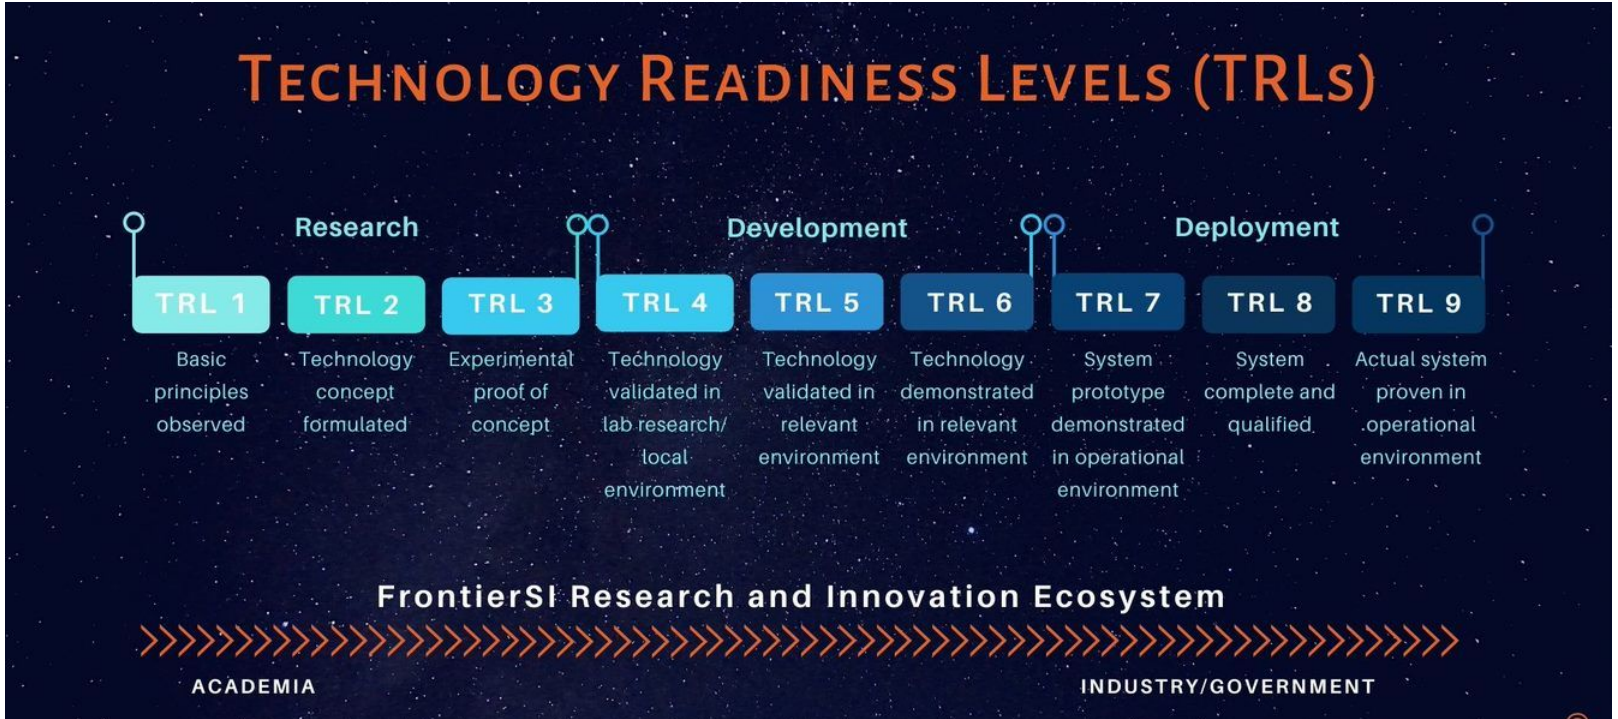 TECHNOLOGY READINESS LEVELS (TRLS)
Research
Development
Deployment
TRL 1
TRL 2
TRL 3
TRL 4
TRL 5
TRL 6
TRL 7
TRL 8
TRL 9
Basic
principles
observed
Technology
concept
formulated
Experimental
proof of
concept
Technology
validated in
lab research/
local
environment
Technology
validated in
relevant
environment
Technology
demonstrated
in relevant
environment
System
prototype
demonstrated
in operational
environment
System
complete and
qualified
Actual system
proven in
operational
environment
FrontierSI Research and Innovation Ecosystem
ACADEMIA
INDUSTRY/GOVERNMENT